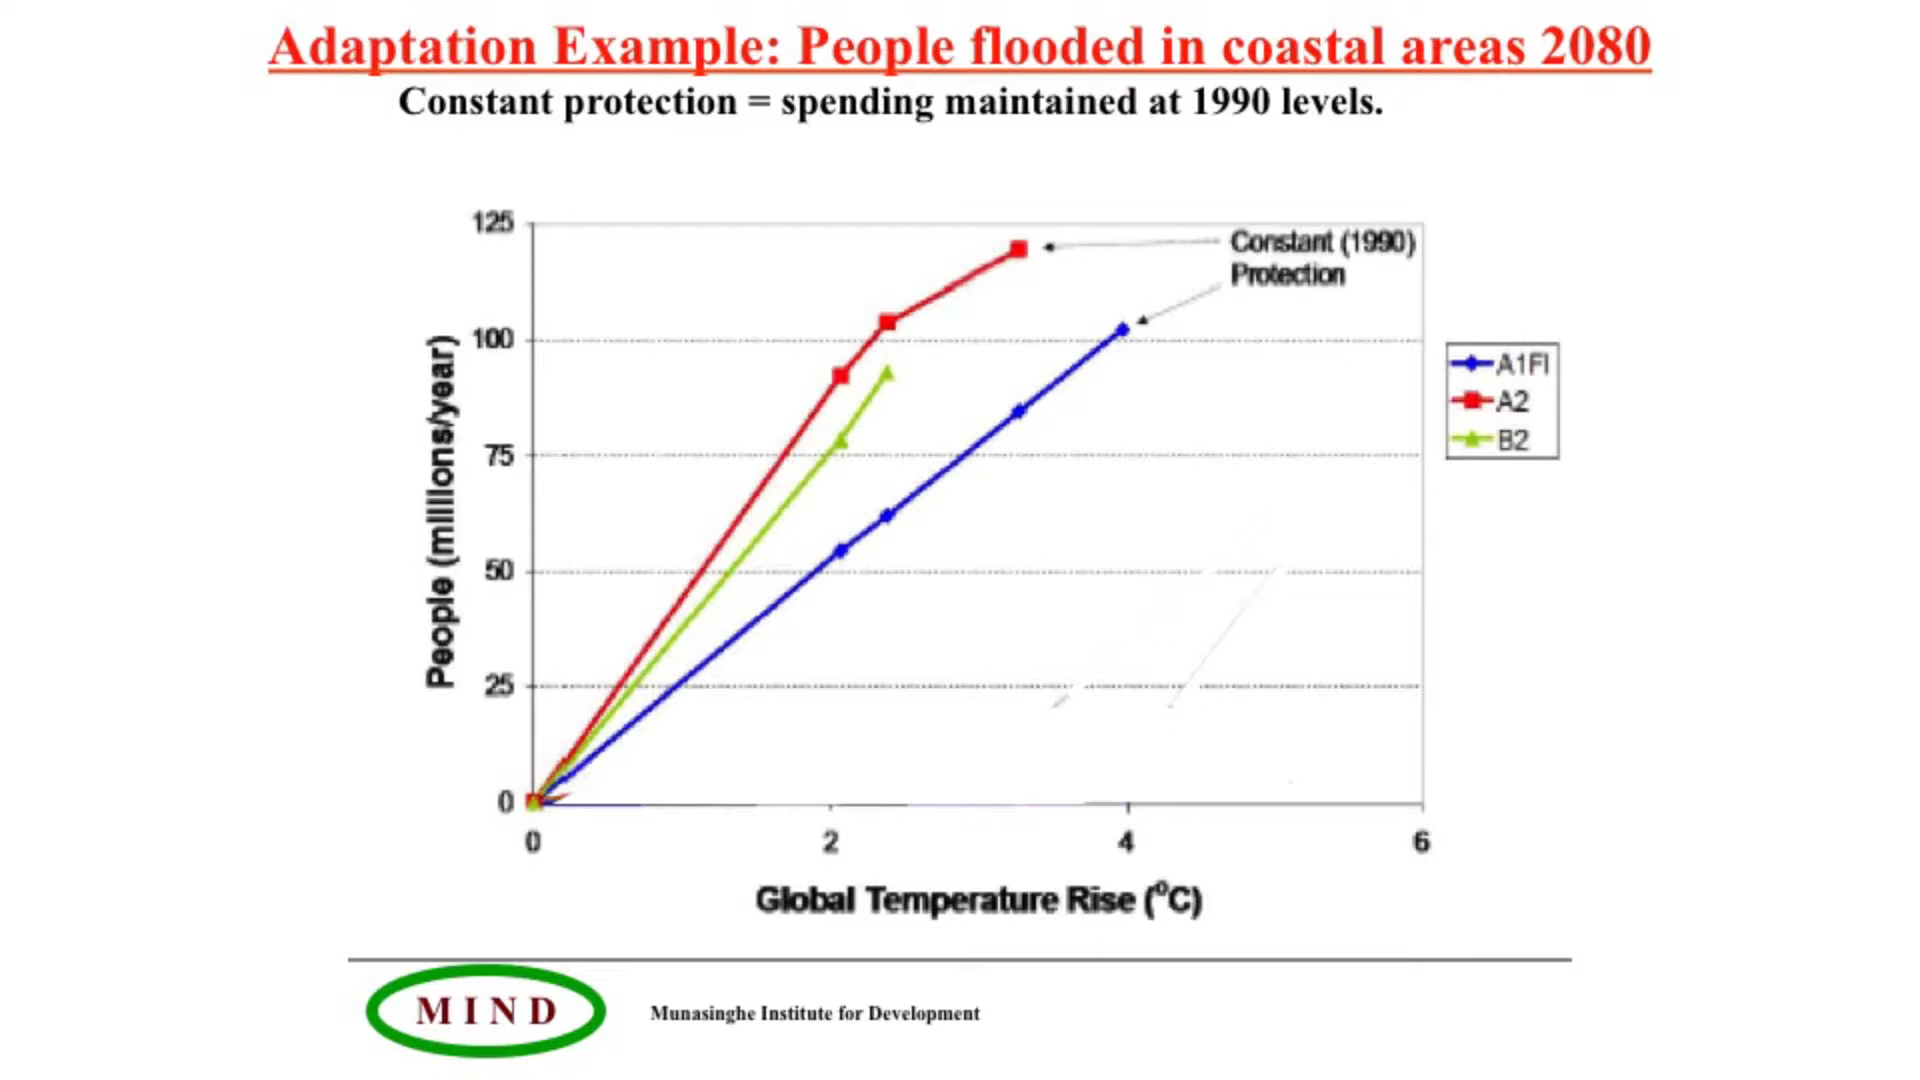 Adaptation Example: People flooded in coastal areas 2080
Constant protection = spending maintained at 1990 levels.
125
100
75
50
25
0
People (millions/year)
Constant (1990)
Protection
A1FI
A2
B2
0 2 4 6
Global Temperature Rise (°C)
M I N D
Munasinghe Institute for Development